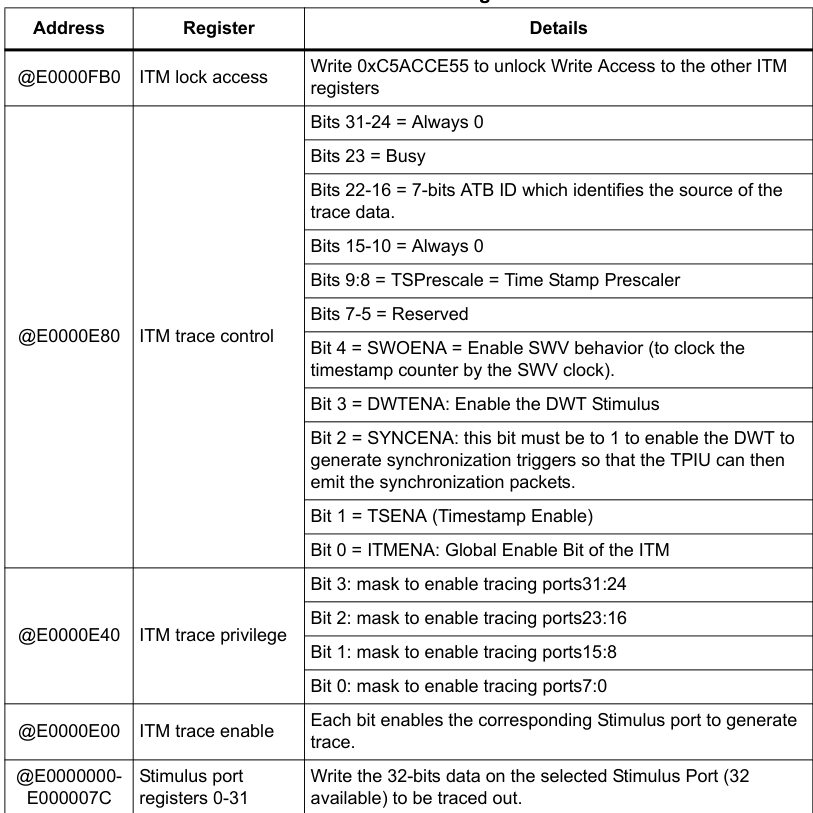 Address Register Details
@E0000FB0 ITM lock access Write 0xC5ACCE55 to unlock Write Access to the other ITM
registers
@E0000E80 ITM trace control
Bits 31-24 = Always 0
Bits 23 = Busy
Bits 22-16 = 7-bits ATB ID which identifies the source of the
trace data.
Bits 15-10 = Always 0
Bits 9:8 = TSPrescale = Time Stamp Prescaler
Bits 7-5 = Reserved
Bit 4 = SWOENA = Enable SWV behavior (to clock the
timestamp counter by the SWV clock).
Bit 3 = DWTENA: Enable the DWT Stimulus
Bit 2 = SYNCENA: this bit must be to 1 to enable the DWT to
generate synchronization triggers so that the TPIU can then
emit the synchronization packets.
Bit 1 = TSENA (Timestamp Enable)
Bit 0 = ITMENA: Global Enable Bit of the ITM
@E0000E40 ITM trace privilege
Bit 3: mask to enable tracing ports31:24
Bit 2: mask to enable tracing ports23:16
Bit 1: mask to enable tracing ports15:8
Bit 0: mask to enable tracing ports7:0
@E0000E00 ITM trace enable Each bit enables the corresponding Stimulus port to generate
trace.
@E0000000- Stimulus port Write the 32-bits data on the selected Stimulus Port (32
E000007C registers 0-31 available) to be traced out.